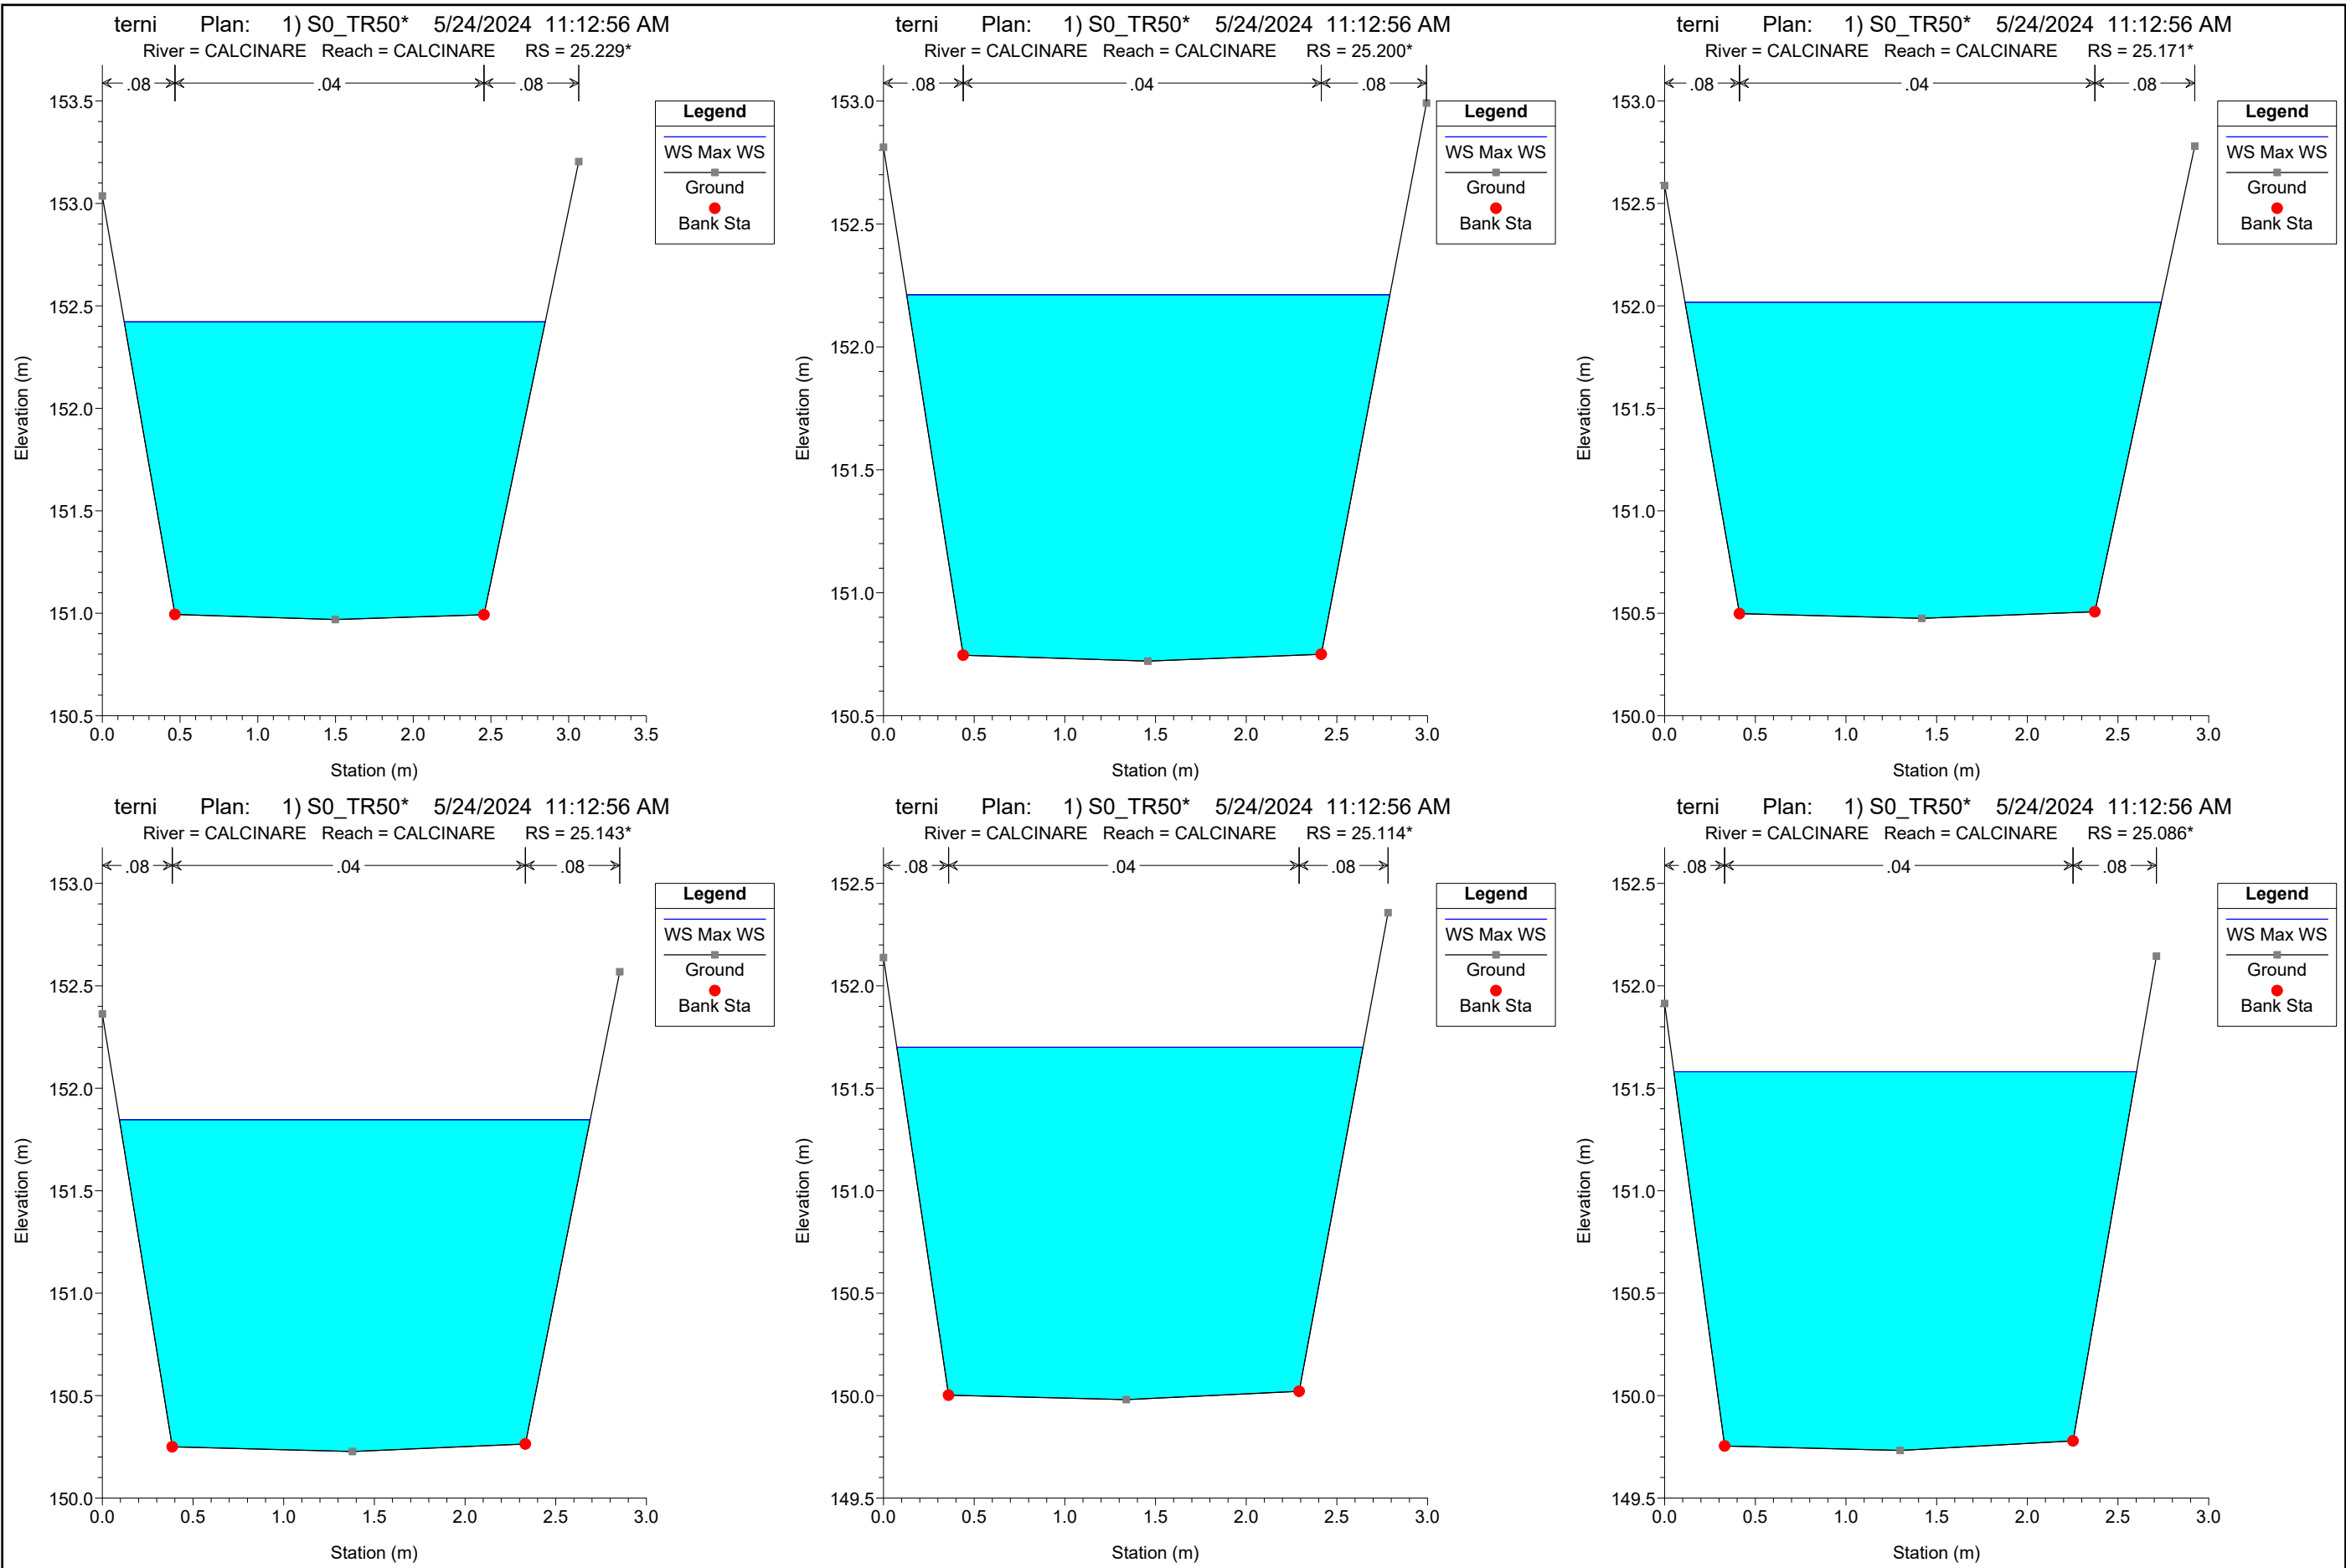 terni Plan: 1) S0_TR50* 5/24/2024 11:12:56 AM
River = CALCINARE Reach = CALCINARE RS = 25.229*
.08 .04 .08
Legend
WS Max WS
Ground
Bank Sta
153.5
153.0
152.5
152.0
151.5
151.0
150.5
Elevation (m)
0.0 0.5 1.0 1.5 2.0 2.5 3.0 3.5
Station (m)
terni Plan: 1) S0_TR50* 5/24/2024 11:12:56 AM
River = CALCINARE Reach = CALCINARE RS = 25.200*
.08 .04 .08
Legend
WS Max WS
Ground
Bank Sta
153.0
152.5
152.0
151.5
151.0
150.5
Elevation (m)
0.0 0.5 1.0 1.5 2.0 2.5 3.0
Station (m)
terni Plan: 1) S0_TR50* 5/24/2024 11:12:56 AM
River = CALCINARE Reach = CALCINARE RS = 25.171*
.08 .04 .08
Legend
WS Max WS
Ground
Bank Sta
153.0
152.5
152.0
151.5
151.0
150.5
150.0
Elevation (m)
0.0 0.5 1.0 1.5 2.0 2.5 3.0
Station (m)
terni Plan: 1) S0_TR50* 5/24/2024 11:12:56 AM
River = CALCINARE Reach = CALCINARE RS = 25.143*
.08 .04 .08
Legend
WS Max WS
Ground
Bank Sta
153.0
152.5
152.0
151.5
151.0
150.5
150.0
Elevation (m)
0.0 0.5 1.0 1.5 2.0 2.5 3.0
Station (m)
terni Plan: 1) S0_TR50* 5/24/2024 11:12:56 AM
River = CALCINARE Reach = CALCINARE RS = 25.114*
.08 .04 .08
Legend
WS Max WS
Ground
Bank Sta
152.5
152.0
151.5
151.0
150.5
150.0
149.5
Elevation (m)
0.0 0.5 1.0 1.5 2.0 2.5 3.0
Station (m)
terni Plan: 1) S0_TR50* 5/24/2024 11:12:56 AM
River = CALCINARE Reach = CALCINARE RS = 25.086*
.08 .04 .08
Legend
WS Max WS
Ground
Bank Sta
152.5
152.0
151.5
151.0
150.5
150.0
149.5
Elevation (m)
0.0 0.5 1.0 1.5 2.0 2.5 3.0
Station (m)